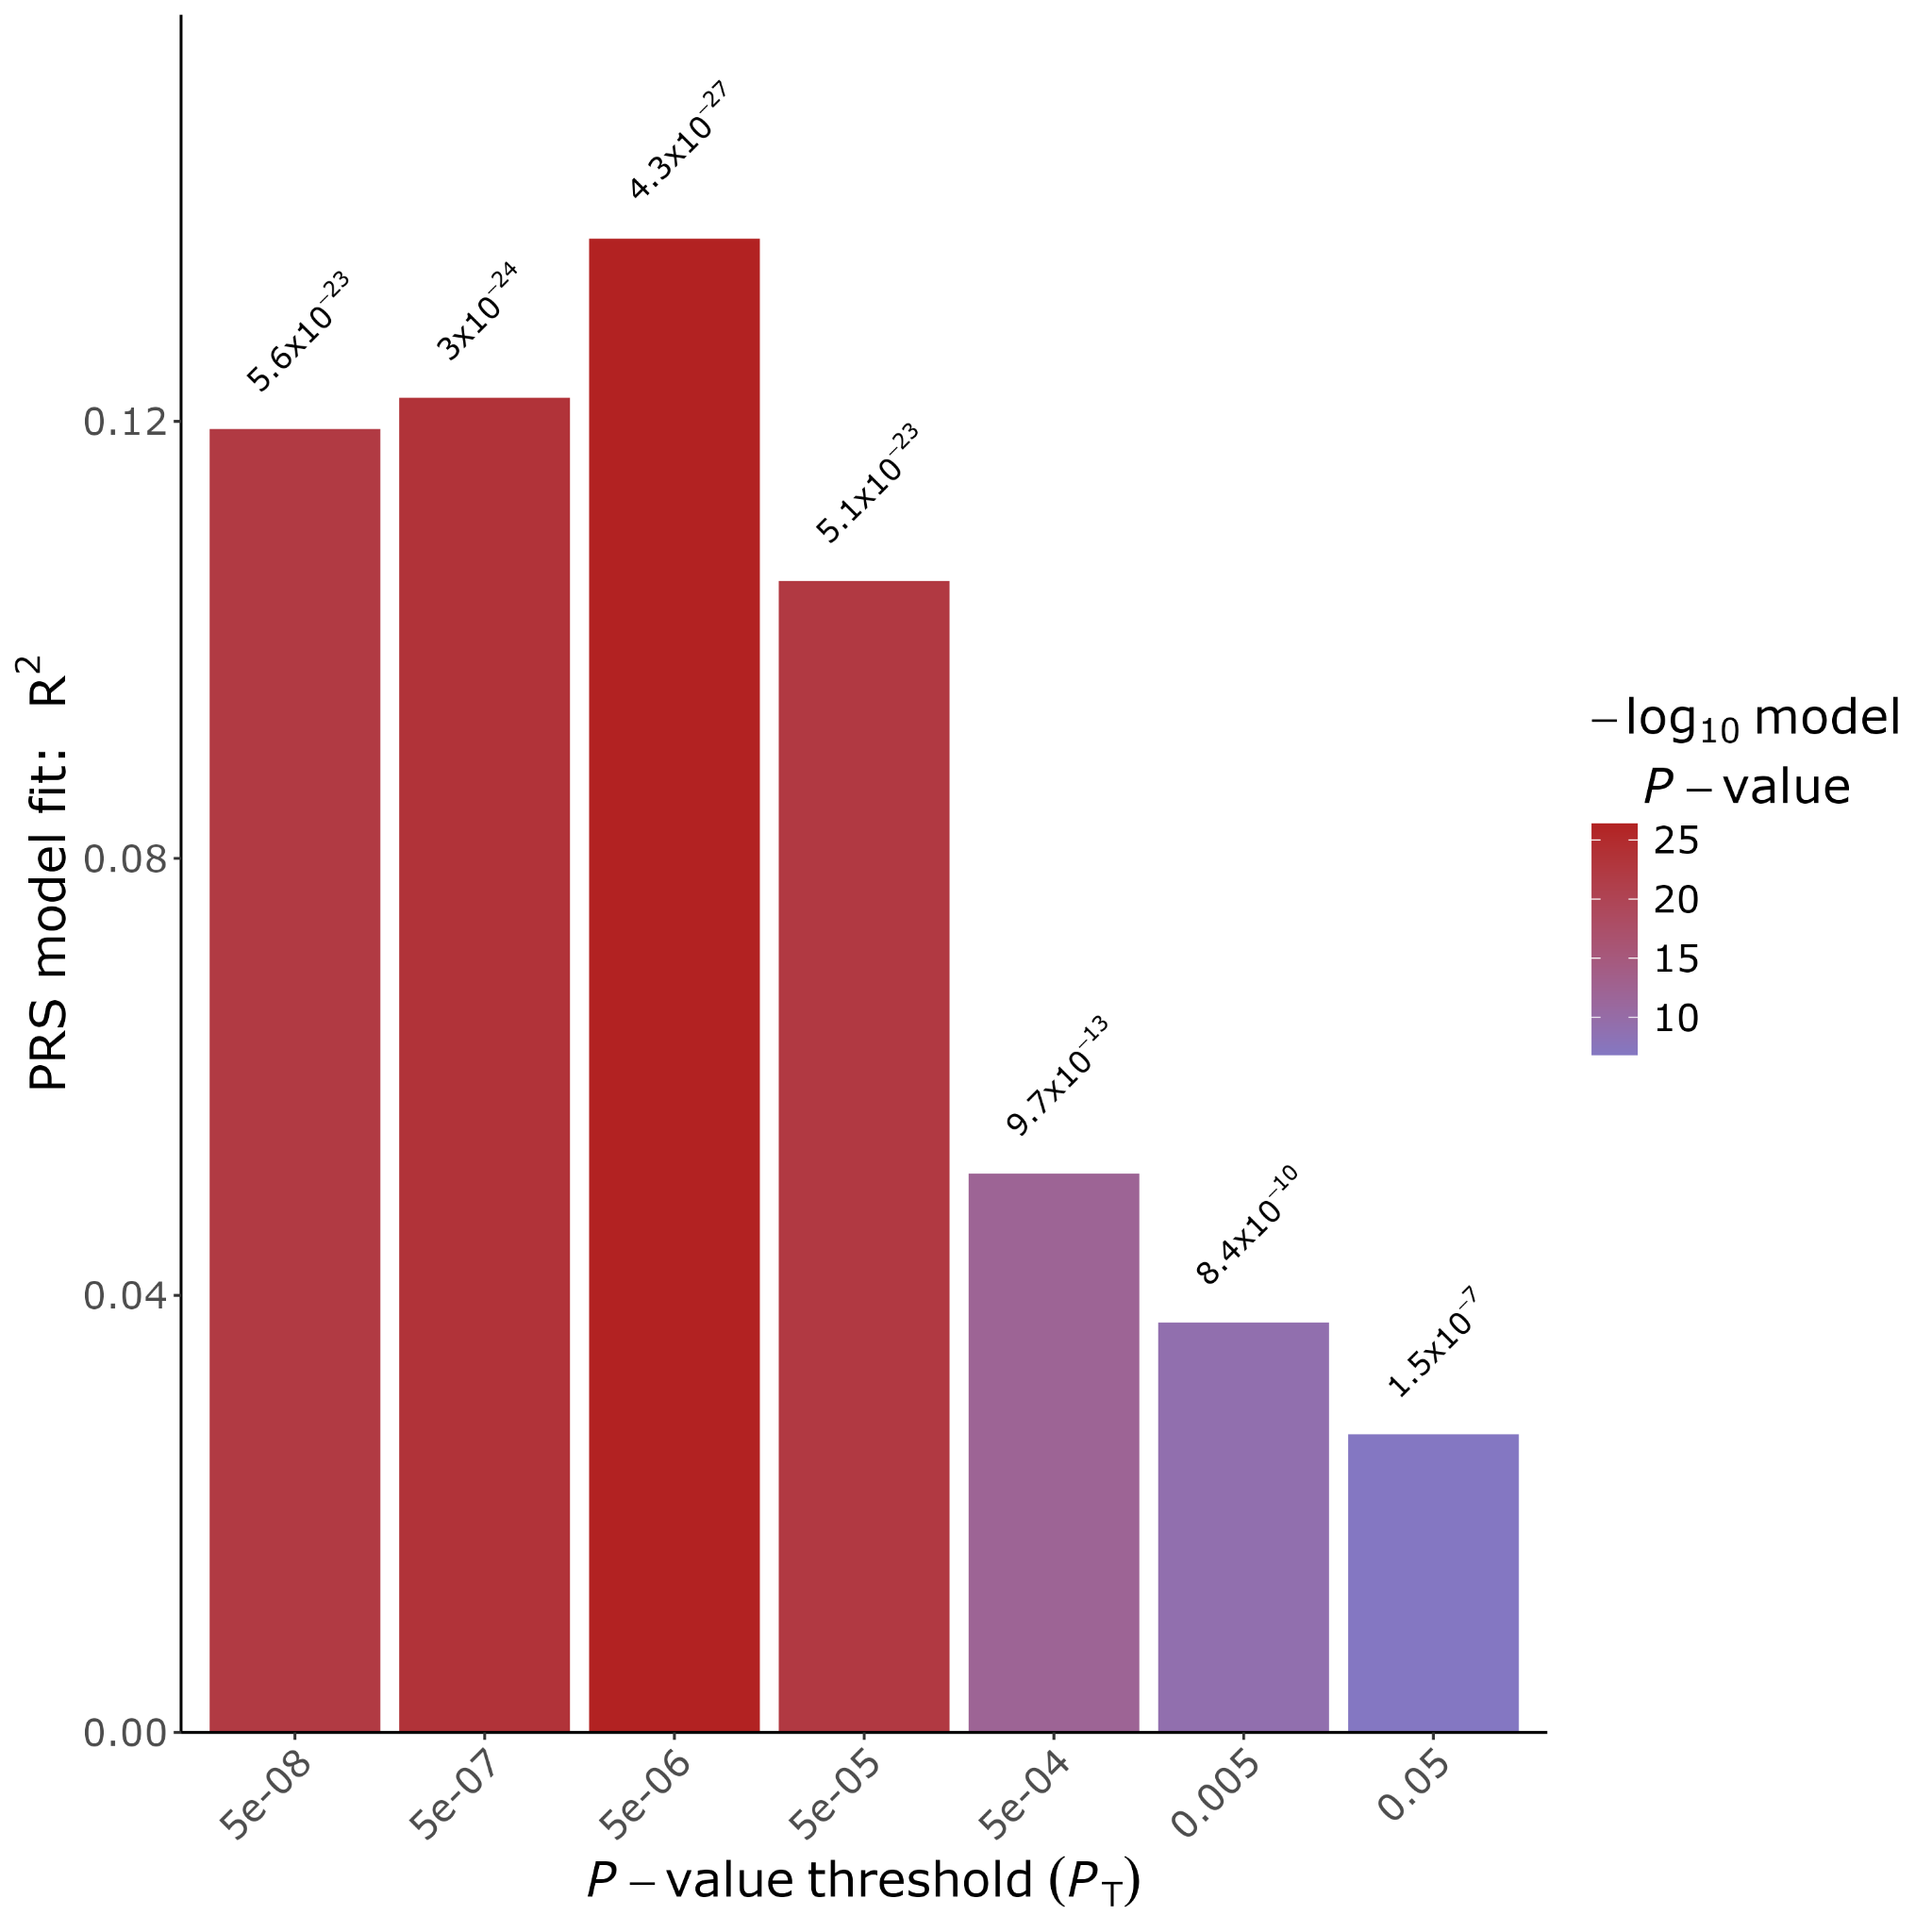 4.3x10⁻²⁷
5.6x10⁻²³
3x10⁻²⁴
5.1x10⁻²³
9.7x10⁻¹³
8.4x10⁻¹⁰
1.5x10⁻⁷
0.12
0.08
0.04
0.00
PRS model fit: R²
5e-08
5e-07
5e-06
5e-05
5e-04
0.005
0.05
P – value threshold (P_T)
– log₁₀ model
P – value
25
20
15
10